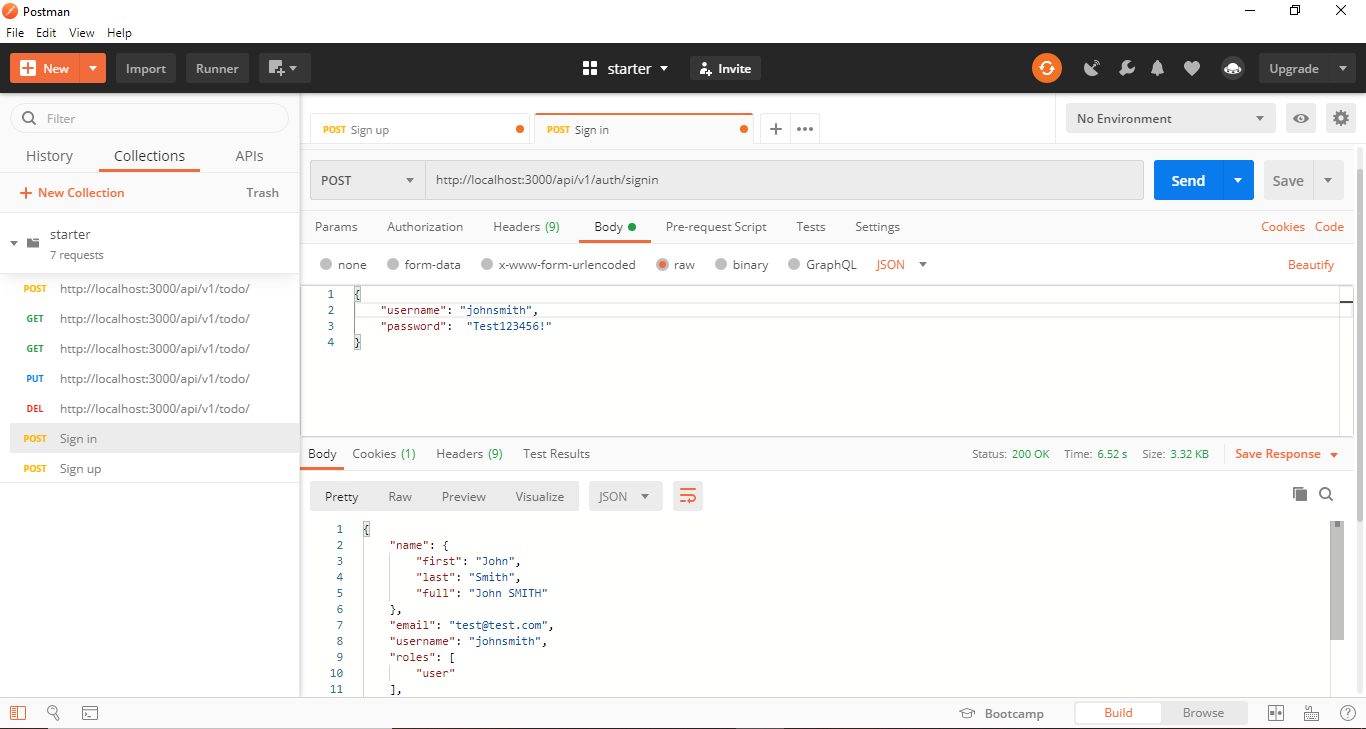 Postman
File Edit View Help
New Import Runner starter Invite Upgrade
Filter
History Collections APIs
New Collection Trash
starter
7 requests
POST http://localhost:3000/api/v1/todo/
GET http://localhost:3000/api/v1/todo/
GET http://localhost:3000/api/v1/todo/
PUT http://localhost:3000/api/v1/todo/
DEL http://localhost:3000/api/v1/todo/
POST Sign in
POST Sign up
POST Sign up POST Sign in No Environment
POST http://localhost:3000/api/v1/auth/signin Send Save
Params Authorization Headers (9) Body Pre-request Script Tests Settings Cookies Code
none form-data x-www-form-urlencoded raw binary GraphQL JSON Beautify
1 {
2 "username": "johnsmith",
3 "password": "Test123456!"
4 }
Body Cookies (1) Headers (9) Test Results Status: 200 OK Time: 6.52 s Size: 3.32 KB Save Response
Pretty Raw Preview Visualize JSON
1 {
2 "name": {
3 "first": "John",
4 "last": "Smith",
5 "full": "John SMITH"
6 },
7 "email": "test@test.com",
8 "username": "johnsmith",
9 "roles": [
10 "user"
11 ],
Bootcamp Build Browse